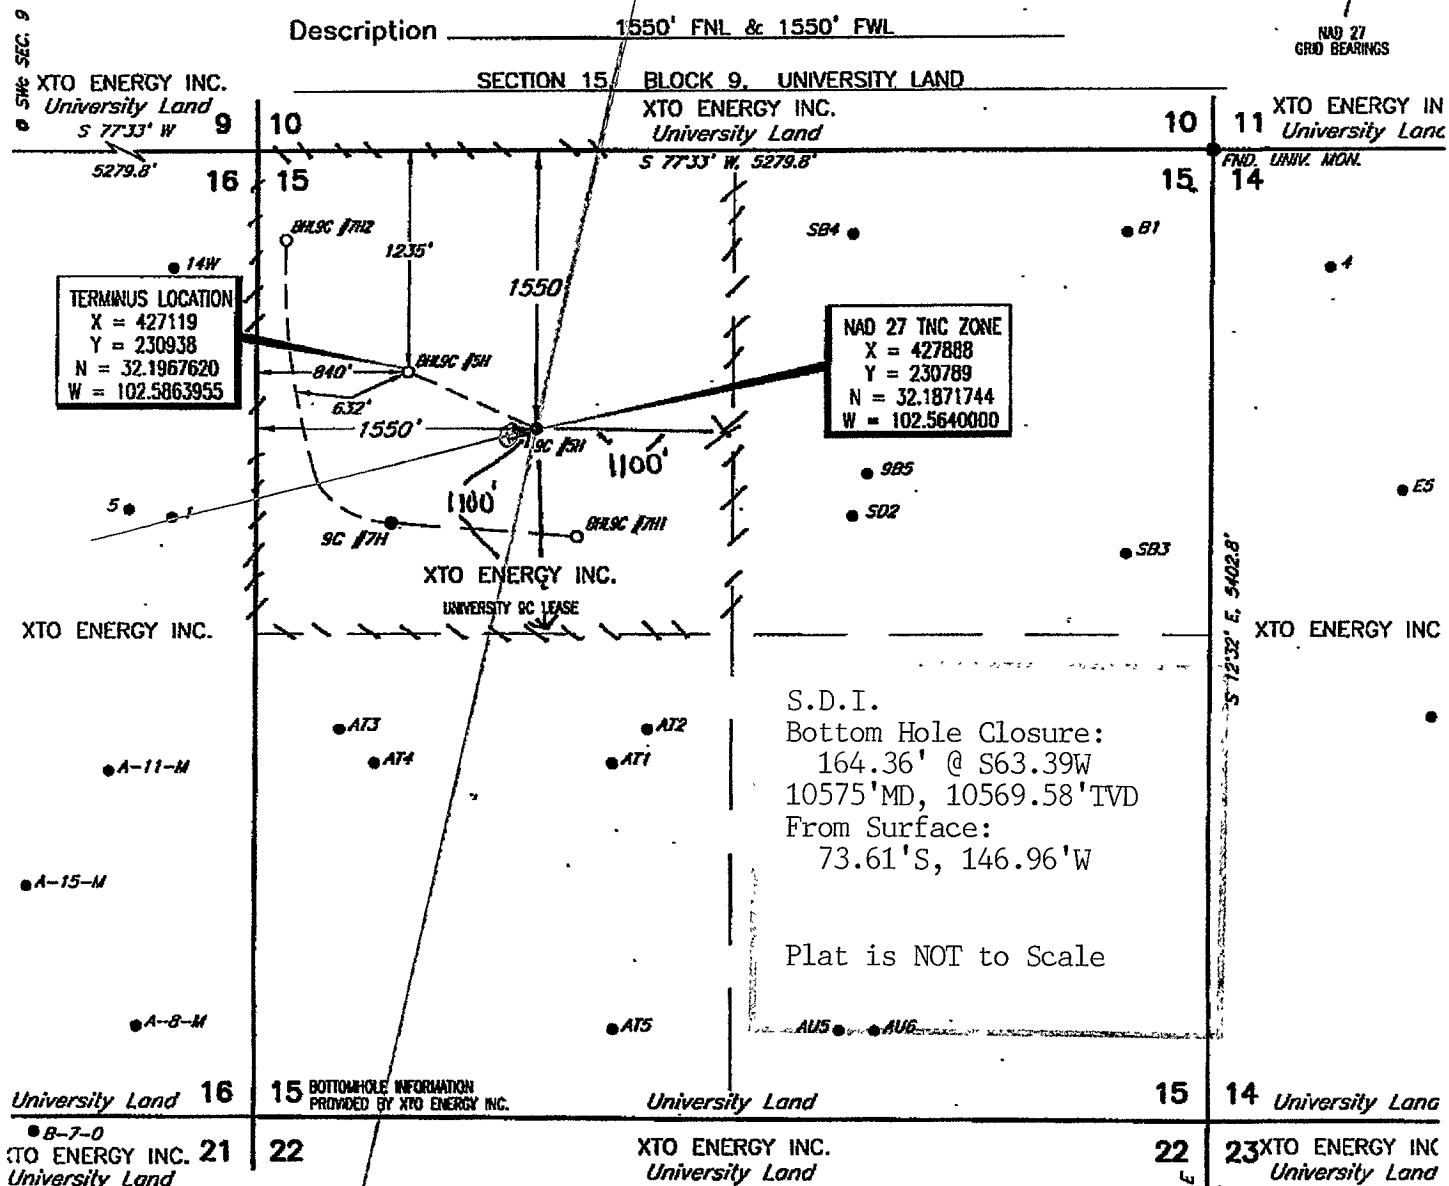 Description 1550' FNL & 1550' FWL
NAD 27
GRID BEARINGS
SWc SEC. 9
SECTION 15 BLOCK 9, UNIVERSITY LAND
XTO ENERGY INC.
University Land
S 77°33' W
5279.8'
9 10
16 15
XTO ENERGY INC.
University Land
S 77°33' W, 5279.8'
10 11
15 14
XTO ENERGY IN
University Land
FND. UNIV. MON.
BHL9C #7H2
1235'
1550'
SB4
B1
4
14W
TERMINUS LOCATION
X = 427119
Y = 230938
N = 32.1967620
W = 102.5863955
NAD 27 TNC ZONE
X = 427888
Y = 230789
N = 32.1871744
W = 102.5640000
BHL9C #5H
840'
632'
1550'
9C #5H
1100'
1100'
9B5
SD2
E5
SB3
5
1
9C #7H
BHL9C #7H1
XTO ENERGY INC.
UNIVERSITY 9C LEASE
XTO ENERGY INC.
XTO ENERGY INC
S 12°32' E, 5402.8'
AT3
AT4
AT2
AT1
A-11-M
A-15-M
A-8-M
AT5
AU5
AU6
S.D.I.
Bottom Hole Closure:
164.36' @ S63.39W
10575'MD, 10569.58'TVD
From Surface:
73.61'S, 146.96'W
Plat is NOT to Scale
University Land 16 15
BOTTOMHOLE INFORMATION
PROVIDED BY XTO ENERGY INC.
University Land
15 14 University Land
B-7-0
XTO ENERGY INC. 21 22
University Land
XTO ENERGY INC.
University Land
22 23 XTO ENERGY INC
University Land
E